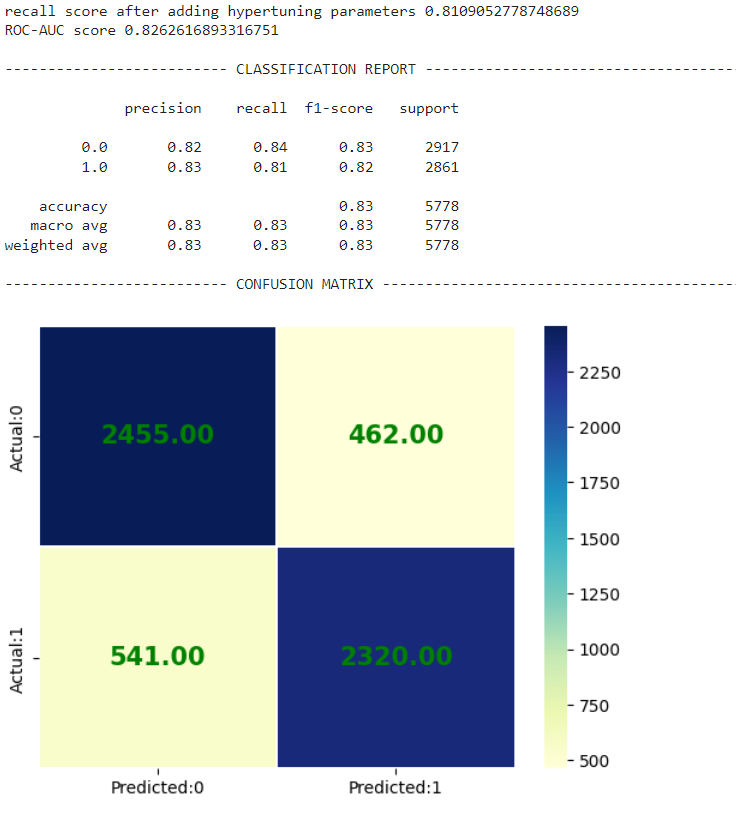 recall score after adding hypertuning parameters 0.8109052778748689
ROC-AUC score 0.8262616893316751
-------------------------- CLASSIFICATION REPORT ------------------------------------
precision recall f1-score support
0.0 0.82 0.84 0.83 2917
1.0 0.83 0.81 0.82 2861
accuracy 0.83 5778
macro avg 0.83 0.83 0.83 5778
weighted avg 0.83 0.83 0.83 5778
-------------------------- CONFUSION MATRIX -----------------------------------------
Actual:0
2455.00 462.00
Actual:1
541.00 2320.00
Predicted:0 Predicted:1
2250
2000
1750
1500
1250
1000
750
500